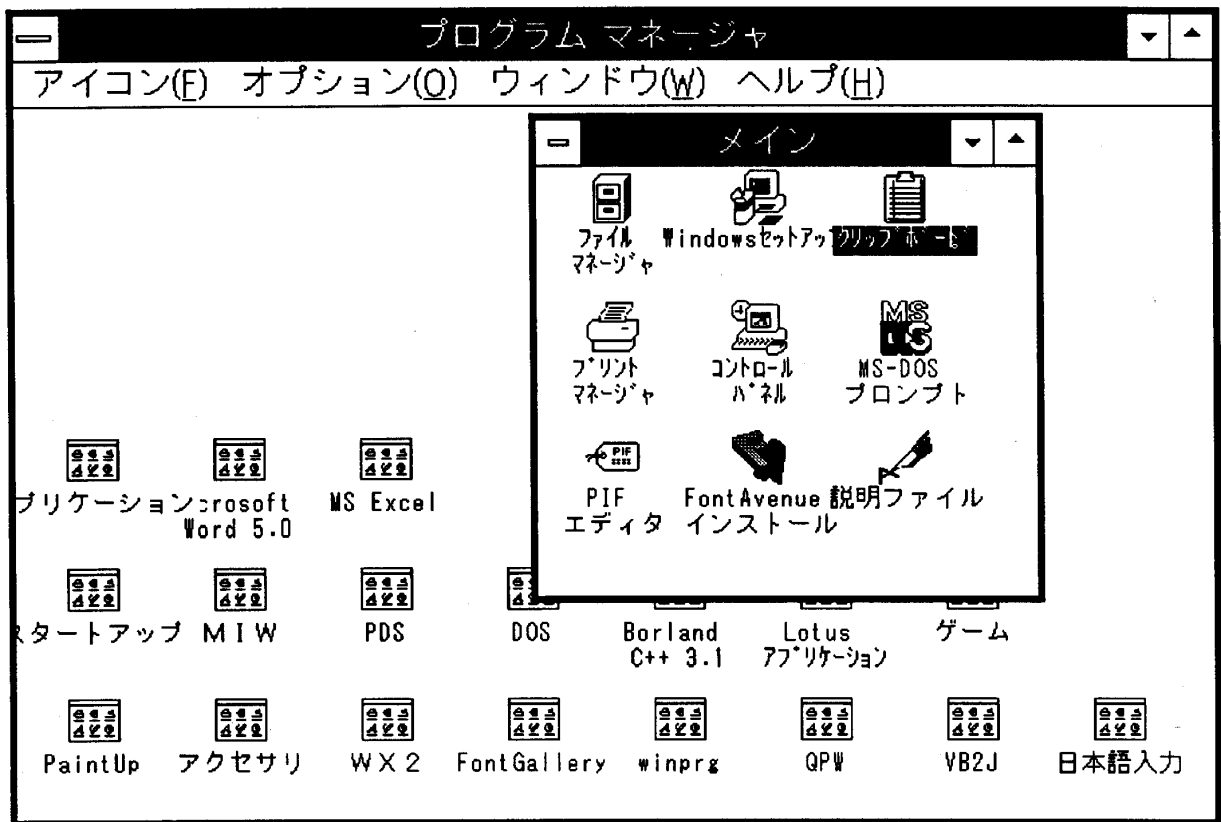 プログラム マネージャ
アイコン(F) オプション(O) ウィンドウ(W) ヘルプ(H)
メイン
ファイル
マネージャ
Windowsセットアッ
クリップボード
プリント
マネージャ
コントロール
パネル
MS-DOS
プロンプト
PIF
エディタ
FontAvenue
インストール
説明ファイル
プリケーション
crosoft
Word 5.0
MS Excel
スタートアップ
MIW
PDS
DOS
Borland
C++ 3.1
Lotus
アプリケーション
ゲーム
PaintUp
アクセサリ
WX2
FontGallery
winprg
QPW
VB2J
日本語入力